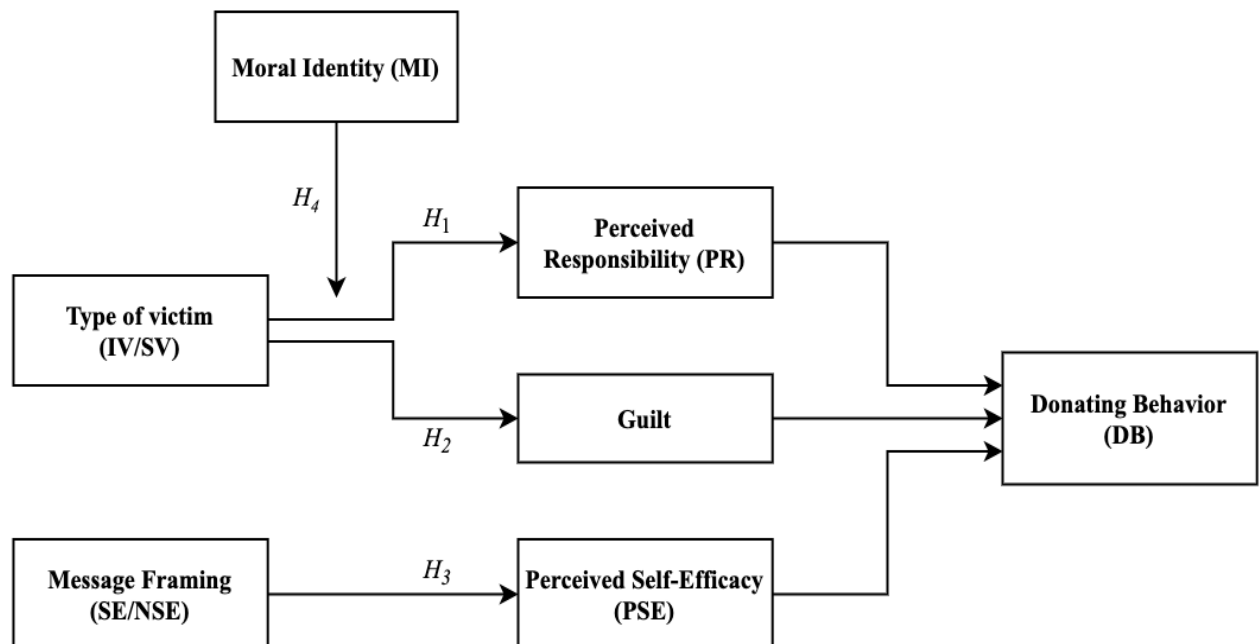 Moral Identity (MI)
H4
H1
Perceived
Responsibility (PR)
Type of victim
(IV/SV)
Guilt
H2
Donating Behavior
(DB)
Message Framing
(SE/NSE)
H3
Perceived Self-Efficacy
(PSE)